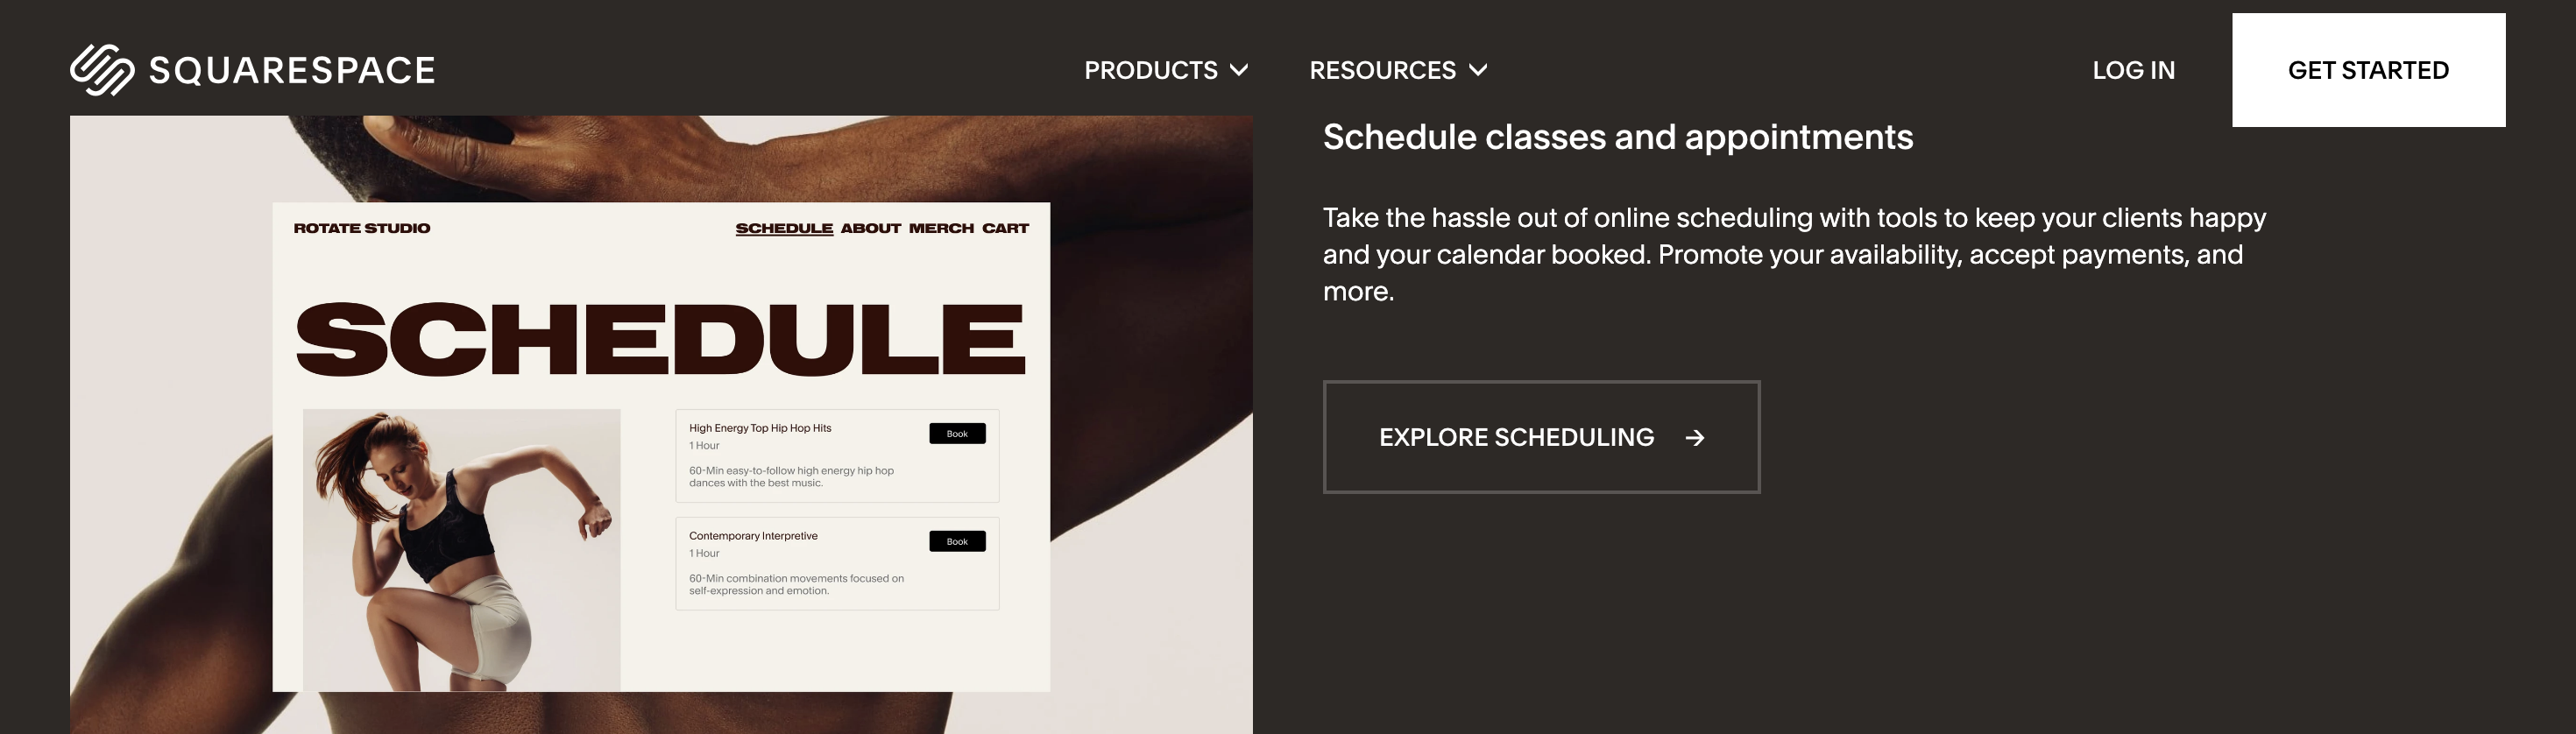 SQUARESPACE
PRODUCTS
RESOURCES
LOG IN
GET STARTED
ROTATE STUDIO
SCHEDULE ABOUT MERCH CART
SCHEDULE
High Energy Top Hip Hop Hits
Book
1 Hour
60-Min easy-to-follow high energy hip hop
dances with the best music.
Contemporary Interpretive
Book
1 Hour
60-Min combination movements focused on
self-expression and emotion.
Schedule classes and appointments
Take the hassle out of online scheduling with tools to keep your clients happy
and your calendar booked. Promote your availability, accept payments, and
more.
EXPLORE SCHEDULING →